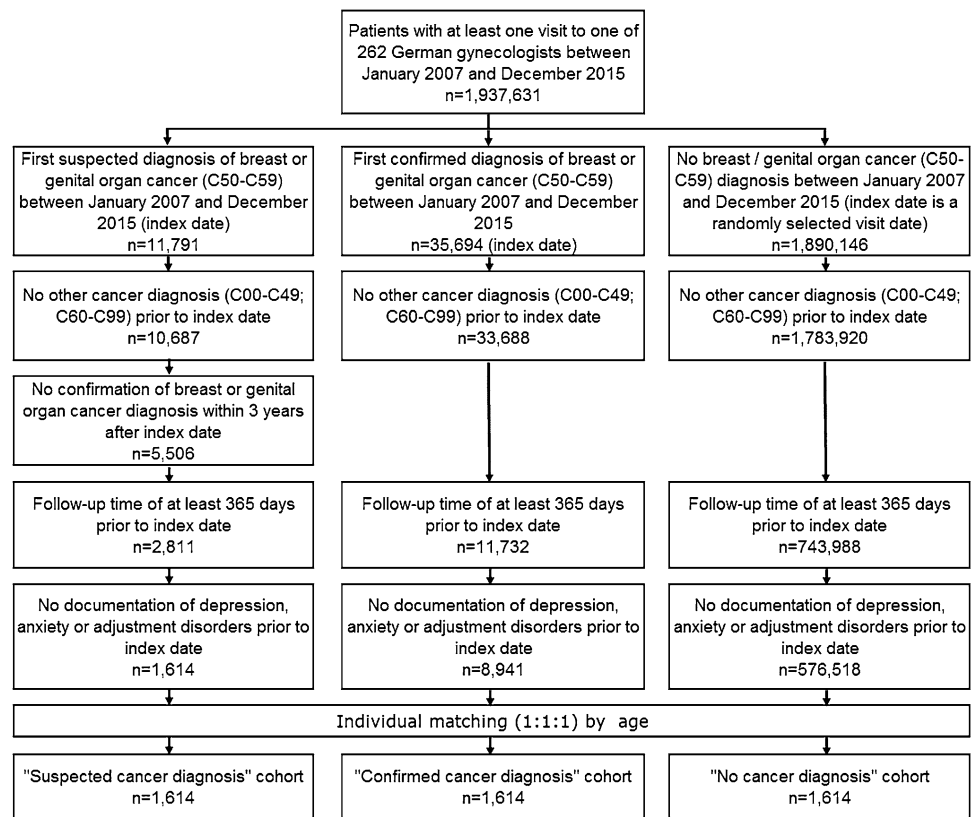 Patients with at least one visit to one of
262 German gynecologists between
January 2007 and December 2015
n=1,937,631
First suspected diagnosis of breast or
genital organ cancer (C50-C59)
between January 2007 and December
2015 (index date)
n=11,791
First confirmed diagnosis of breast or
genital organ cancer (C50-C59)
between January 2007 and December
2015
n=35,694 (index date)
No breast / genital organ cancer (C50-
C59) diagnosis between January 2007
and December 2015 (index date is a
randomly selected visit date)
n=1,890,146
No other cancer diagnosis (C00-C49;
C60-C99) prior to index date
n=10,687
No other cancer diagnosis (C00-C49;
C60-C99) prior to index date
n=33,688
No other cancer diagnosis (C00-C49;
C60-C99) prior to index date
n=1,783,920
No confirmation of breast or genital
organ cancer diagnosis within 3 years
after index date
n=5,506
Follow-up time of at least 365 days
prior to index date
n=2,811
Follow-up time of at least 365 days
prior to index date
n=11,732
Follow-up time of at least 365 days
prior to index date
n=743,988
No documentation of depression,
anxiety or adjustment disorders prior to
index date
n=1,614
No documentation of depression,
anxiety or adjustment disorders prior to
index date
n=8,941
No documentation of depression,
anxiety or adjustment disorders prior to
index date
n=576,518
Individual matching (1:1:1) by age
"Suspected cancer diagnosis" cohort
n=1,614
"Confirmed cancer diagnosis" cohort
n=1,614
"No cancer diagnosis" cohort
n=1,614